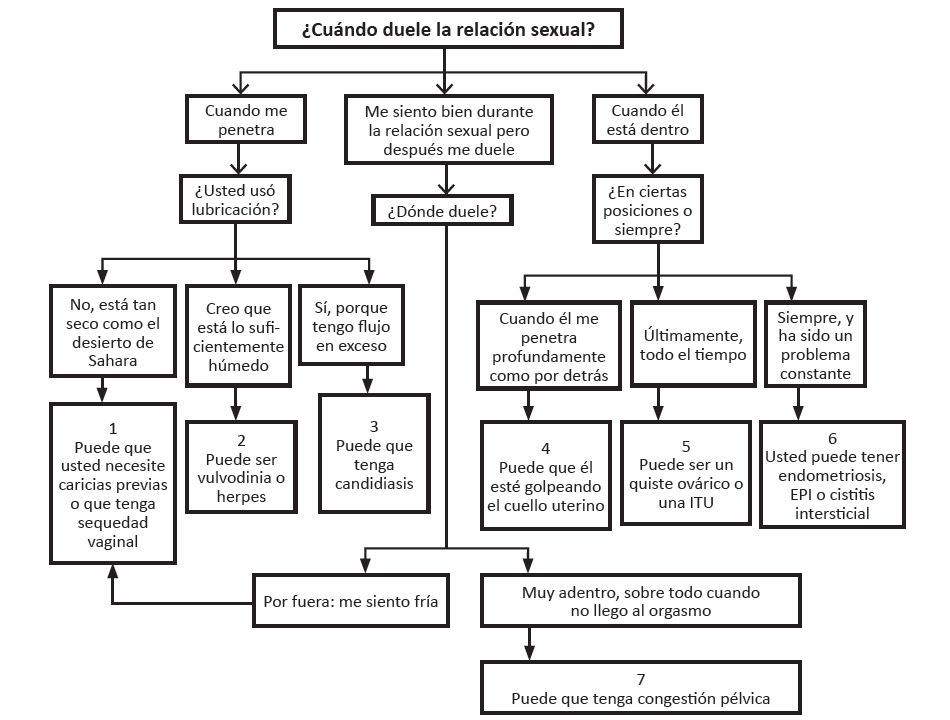 ¿Cuándo duele la relación sexual?
Cuando me
penetra
Me siento bien durante
la relación sexual pero
después me duele
Cuando él
está dentro
¿Usted usó
lubricación?
¿Dónde duele?
¿En ciertas
posiciones o
siempre?
No, está tan
seco como el
desierto de
Sahara
Creo que
está lo sufi-
cientemente
húmedo
Sí, porque
tengo flujo
en exceso
Cuando él me
penetra
profundamente
como por detrás
Últimamente,
todo el tiempo
Siempre, y
ha sido un
problema
constante
1
Puede que
usted necesite
caricias previas
o que tenga
sequedad
vaginal
2
Puede ser
vulvodinia o
herpes
3
Puede que
tenga
candidiasis
4
Puede que él
esté golpeando
el cuello uterino
5
Puede ser un
quiste ovárico o
una ITU
6
Usted puede tener
endometriosis,
EPI o cistitis
intersticial
Por fuera: me siento fría
Muy adentro, sobre todo cuando
no llego al orgasmo
7
Puede que tenga congestión pélvica